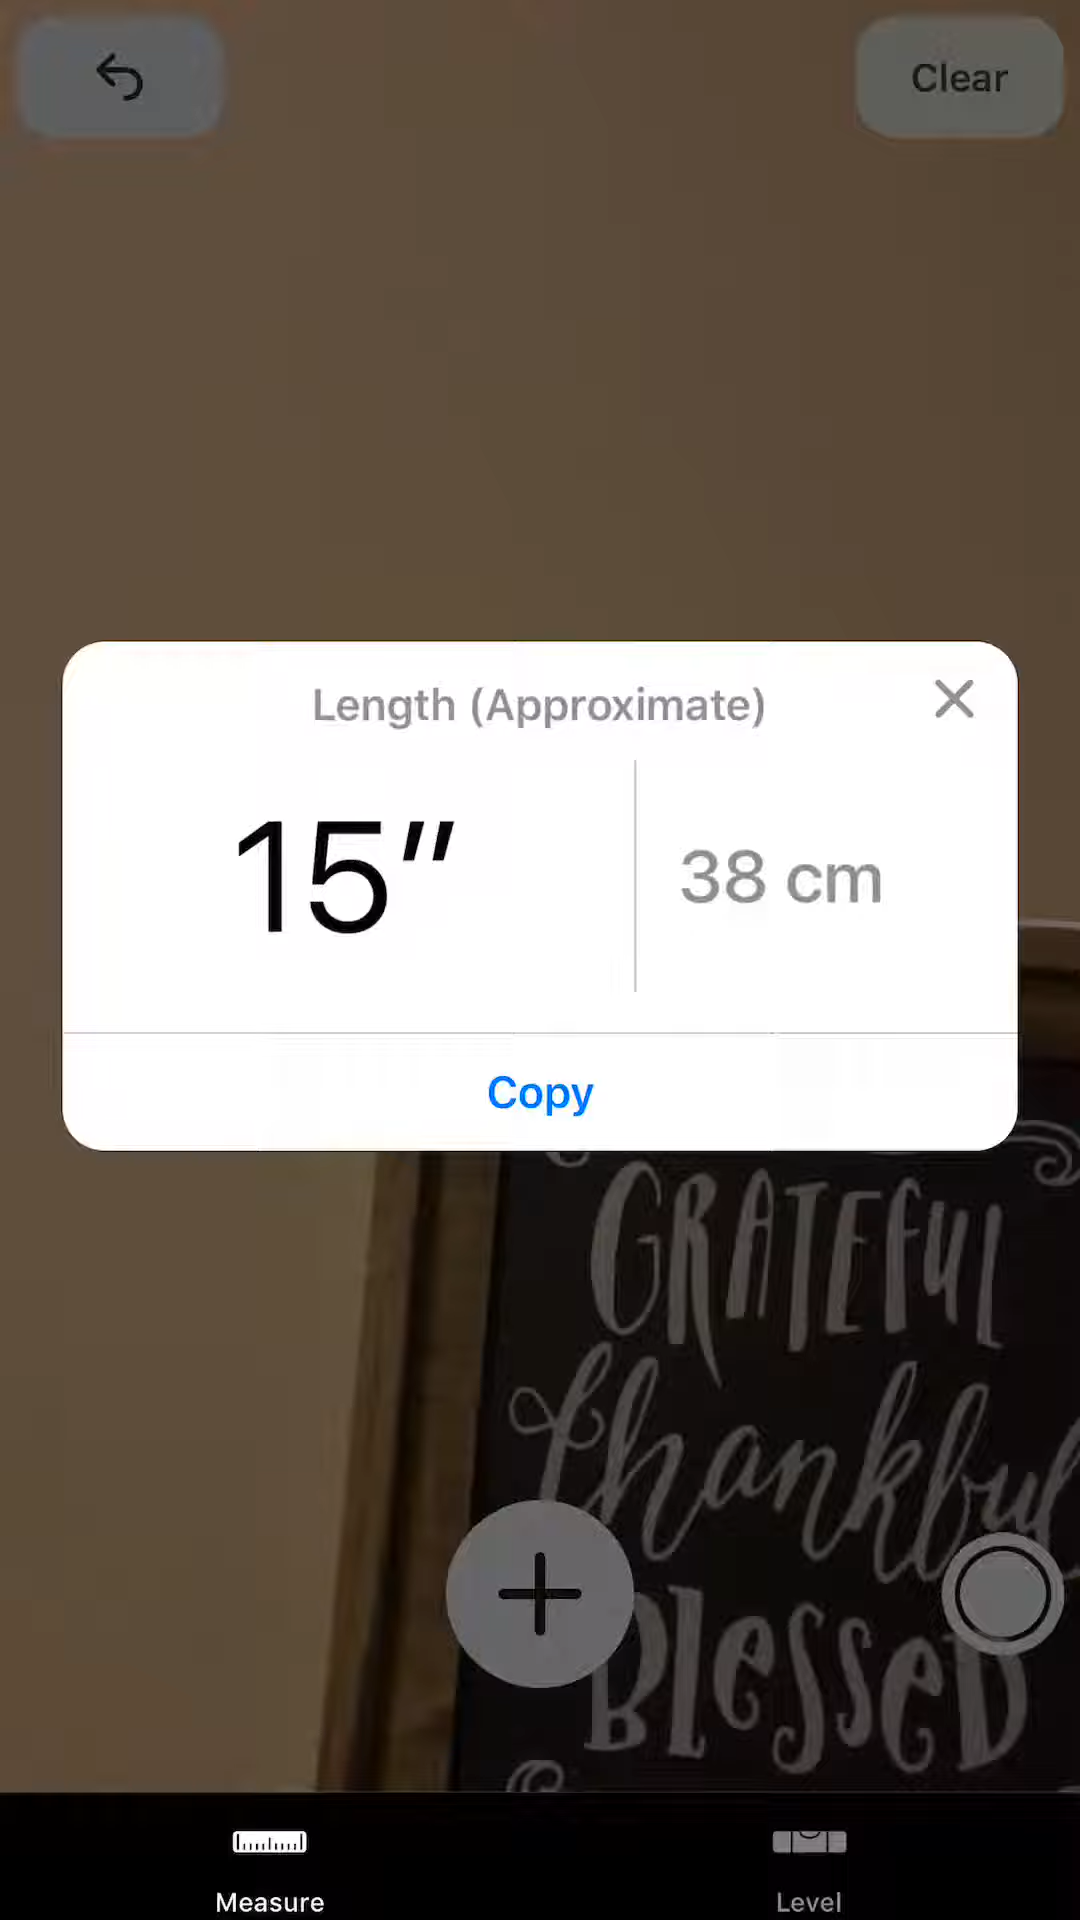 Clear
Length (Approximate)
15″
38 cm
Copy
GRATEFUL
thankful
BLESSED
Measure
Level